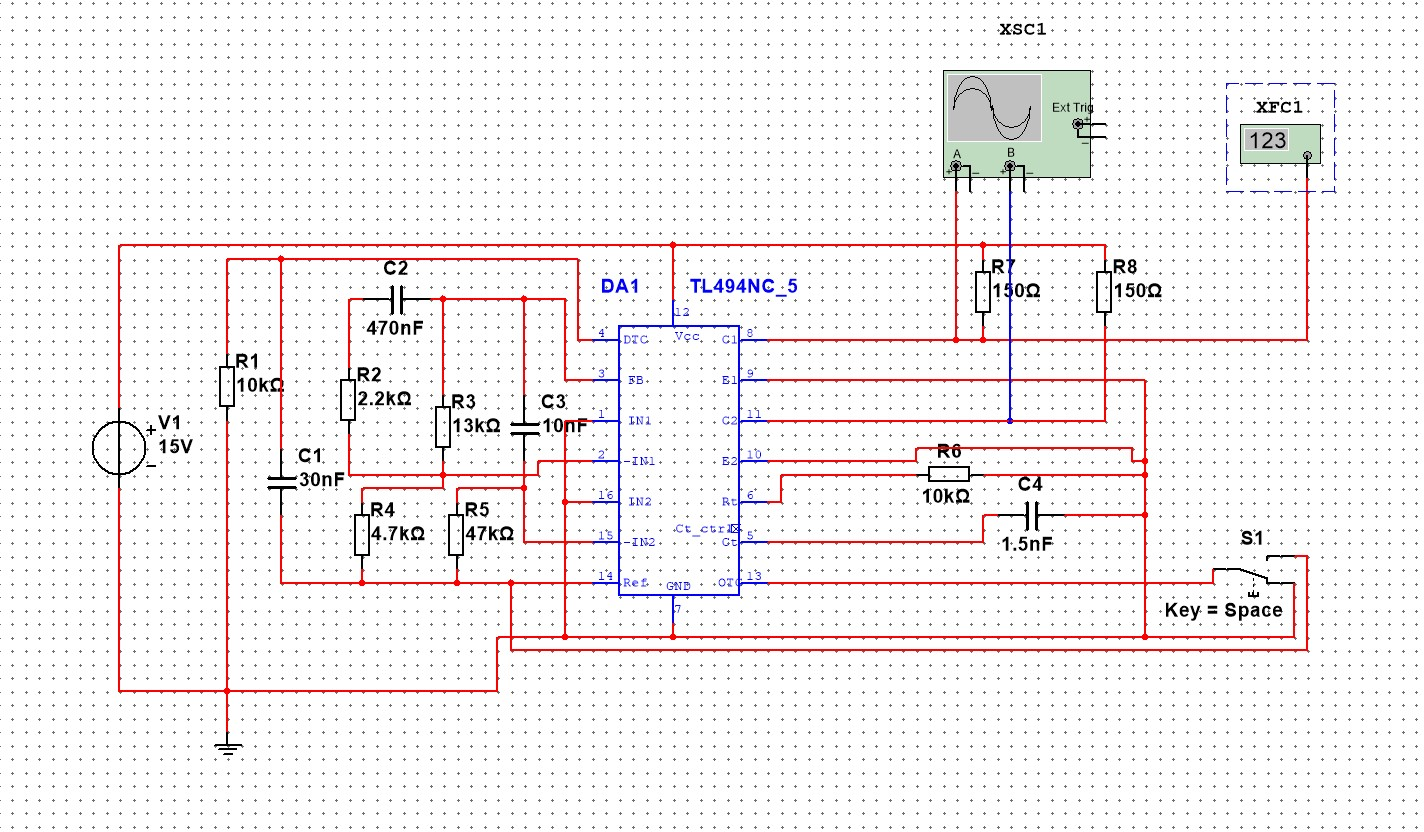 XSC1
Ext Trig
+
−
A
B
+
−
+
−
XFC1
123
C2
470nF
DA1
TL494NC_5
R7
150Ω
R8
150Ω
12
Vcc
4
DTC
C1
8
R1
10kΩ
R2
2.2kΩ
3
FB
E1
9
R3
13kΩ
C3
10nF
1
IN1
C2
11
V1
15V
+
−
C1
30nF
2
-IN1
E2
10
R6
10kΩ
16
IN2
Rt
6
C4
1.5nF
R4
4.7kΩ
R5
47kΩ
Ct_ctrl
15
-IN2
Ct
5
S1
14
Ref
GND
OTC
13
7
Key = Space